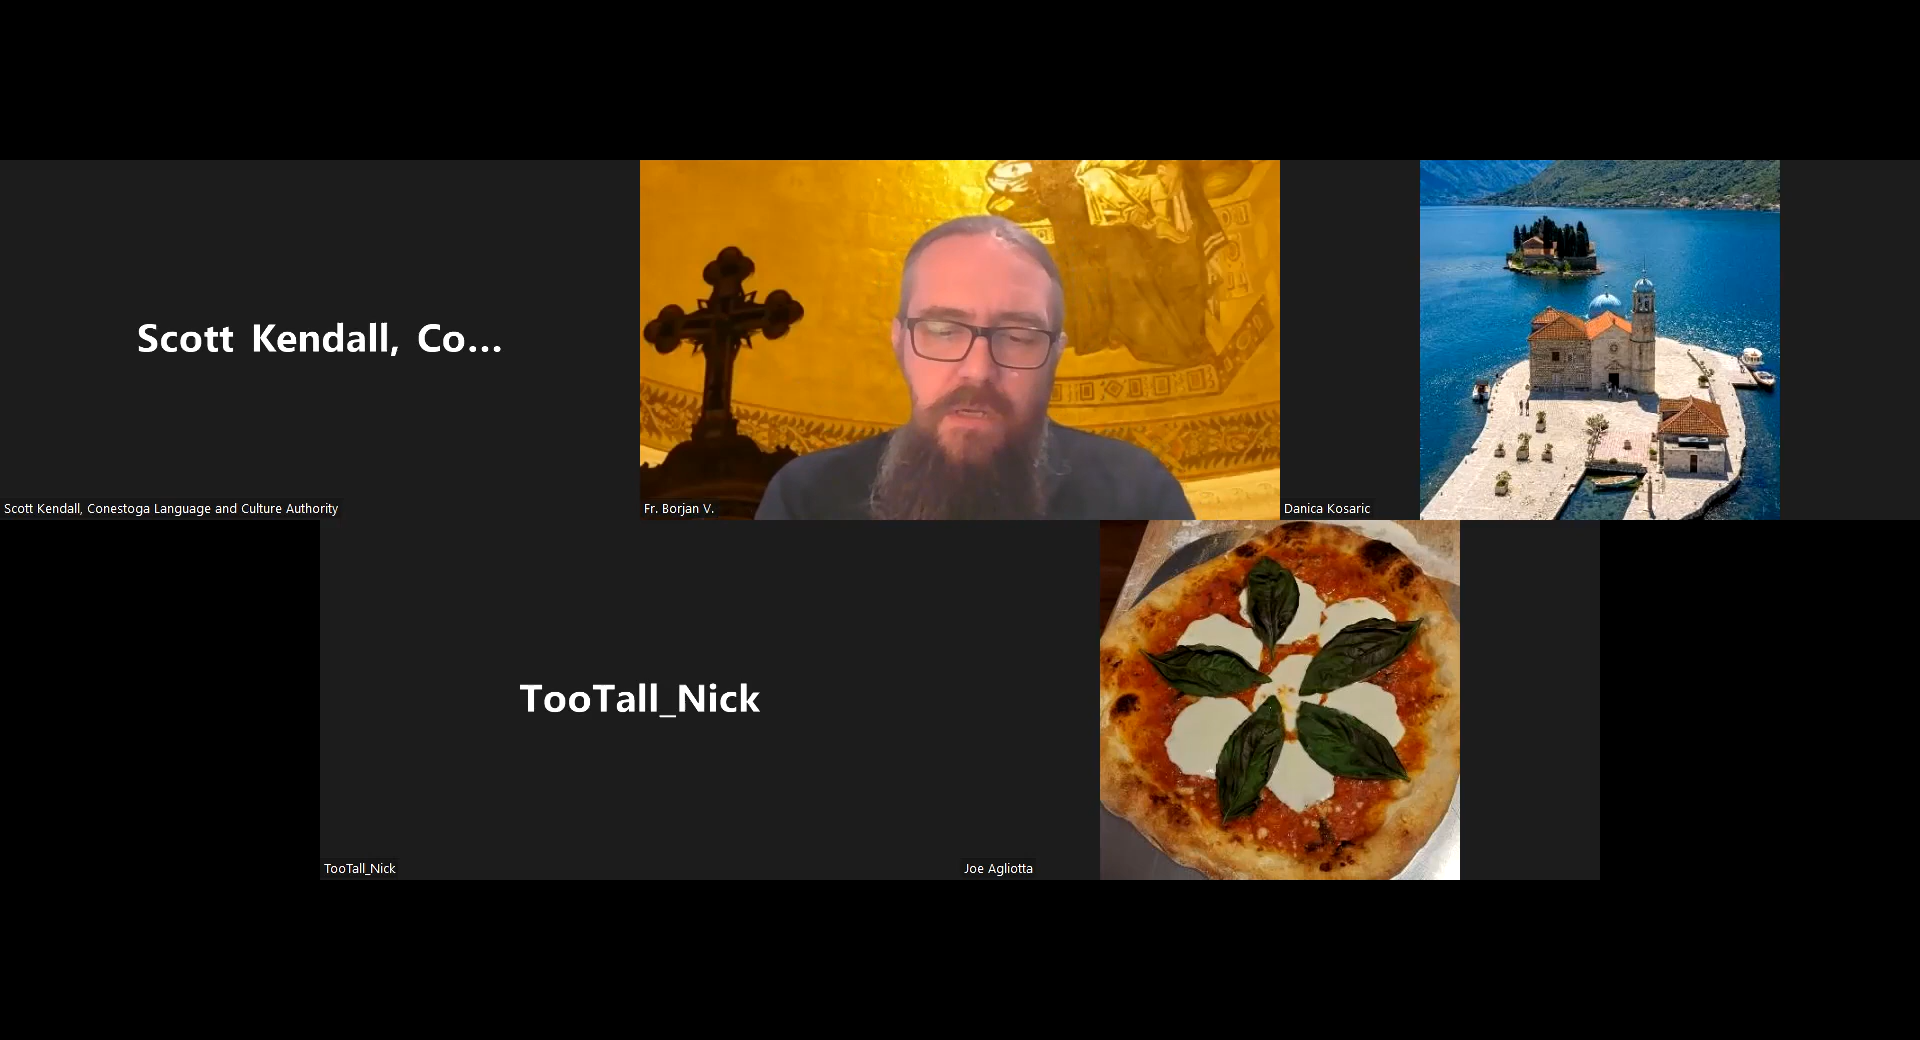 Scott Kendall, Co...
Scott Kendall, Conestoga Language and Culture Authority
Fr. Borjan V.
Danica Kosaric
TooTall_Nick
TooTall_Nick
Joe Agliotta